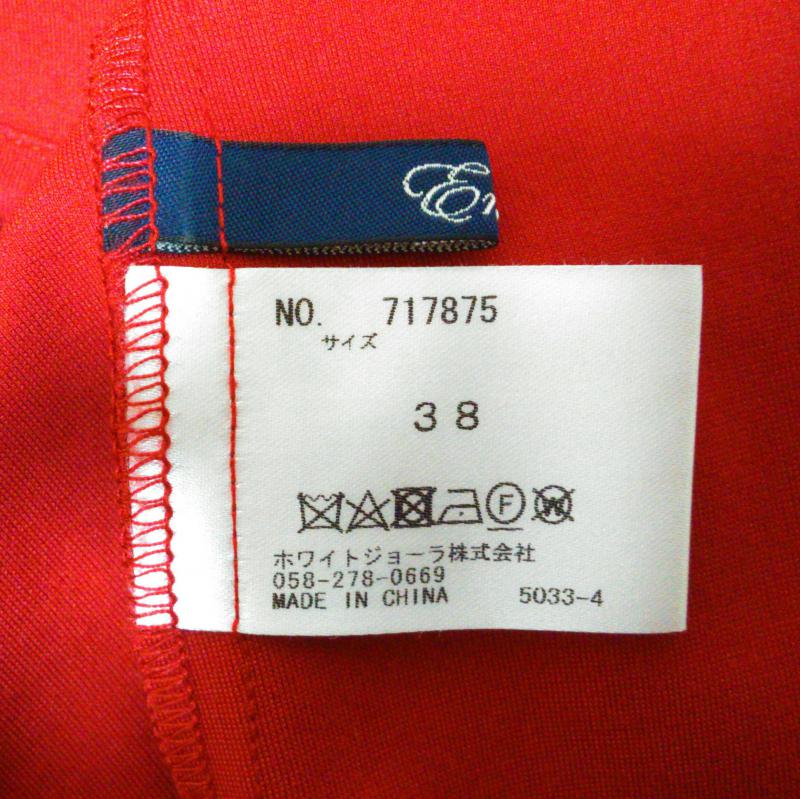 NO. 717875
サイズ
38
ホワイトジョーラ株式会社
058-278-0669
MADE IN CHINA 5033-4